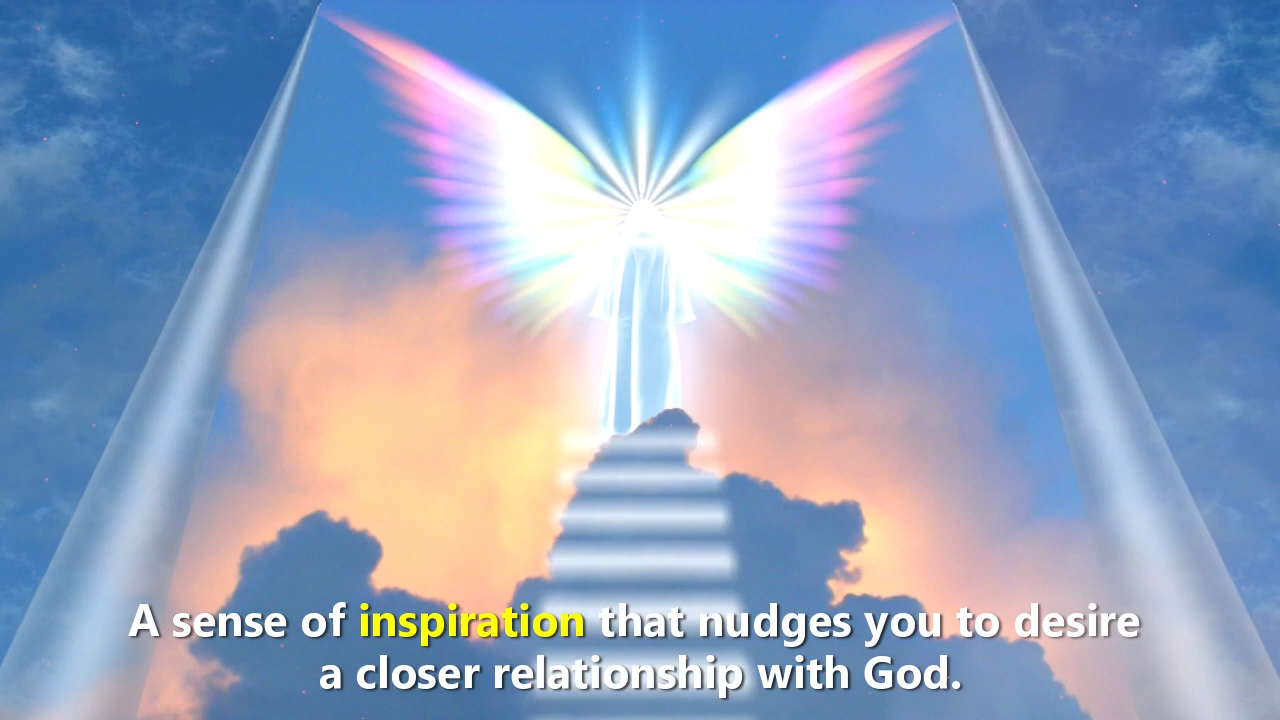 A sense of inspiration that nudges you to desire
a closer relationship with God.